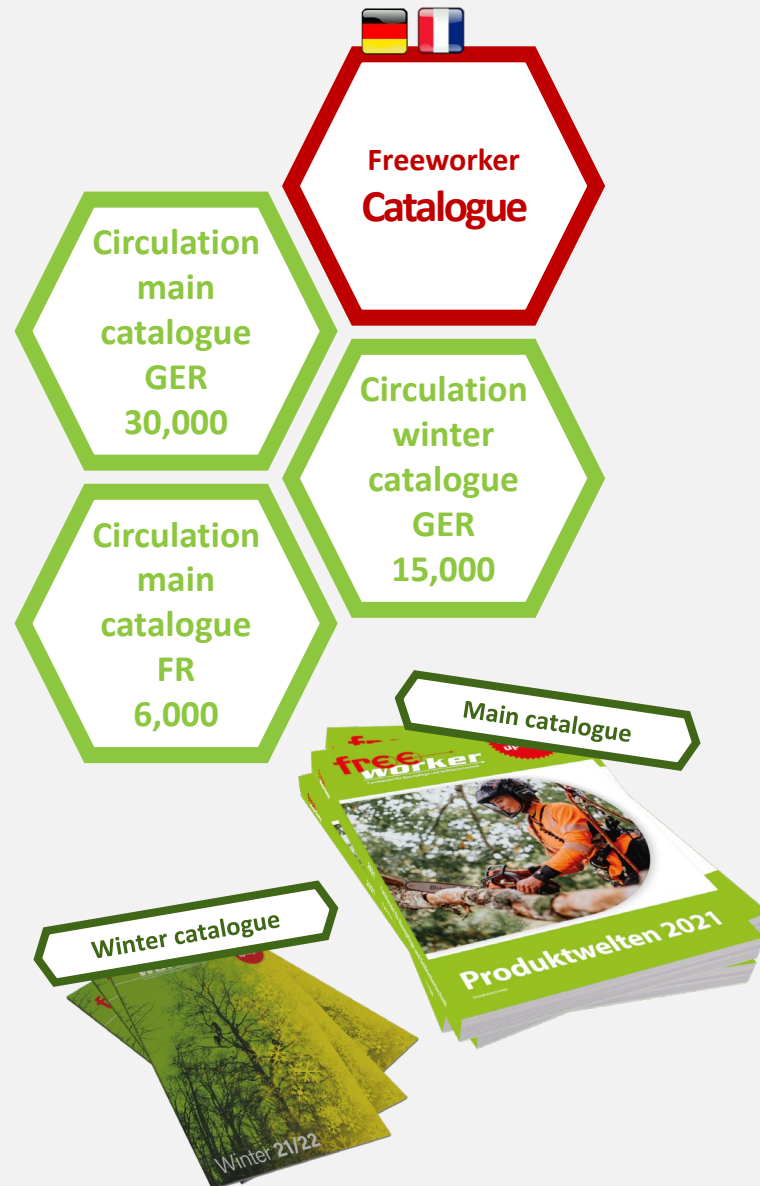 Freeworker
Catalogue
Circulation
main
catalogue
GER
30,000
Circulation
winter
catalogue
GER
15,000
Circulation
main
catalogue
FR
6,000
Main catalogue
free
worker
Produktwelten 2021
Winter catalogue
Winter 21/22